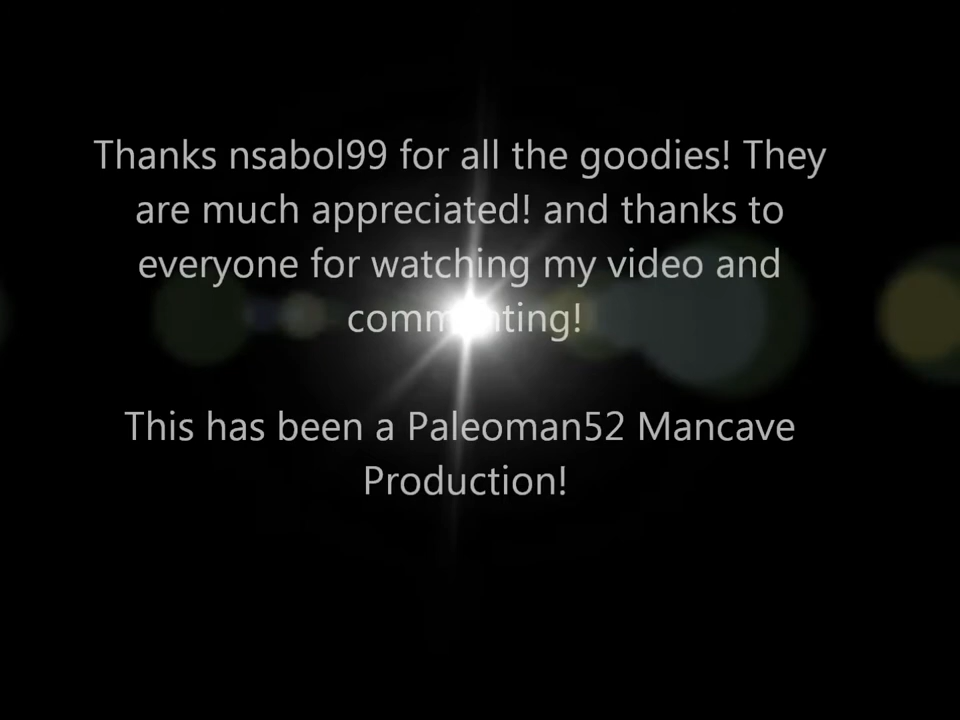 Thanks nsabol99 for all the goodies! They
are much appreciated! and thanks to
everyone for watching my video and
commenting!
This has been a Paleoman52 Mancave
Production!